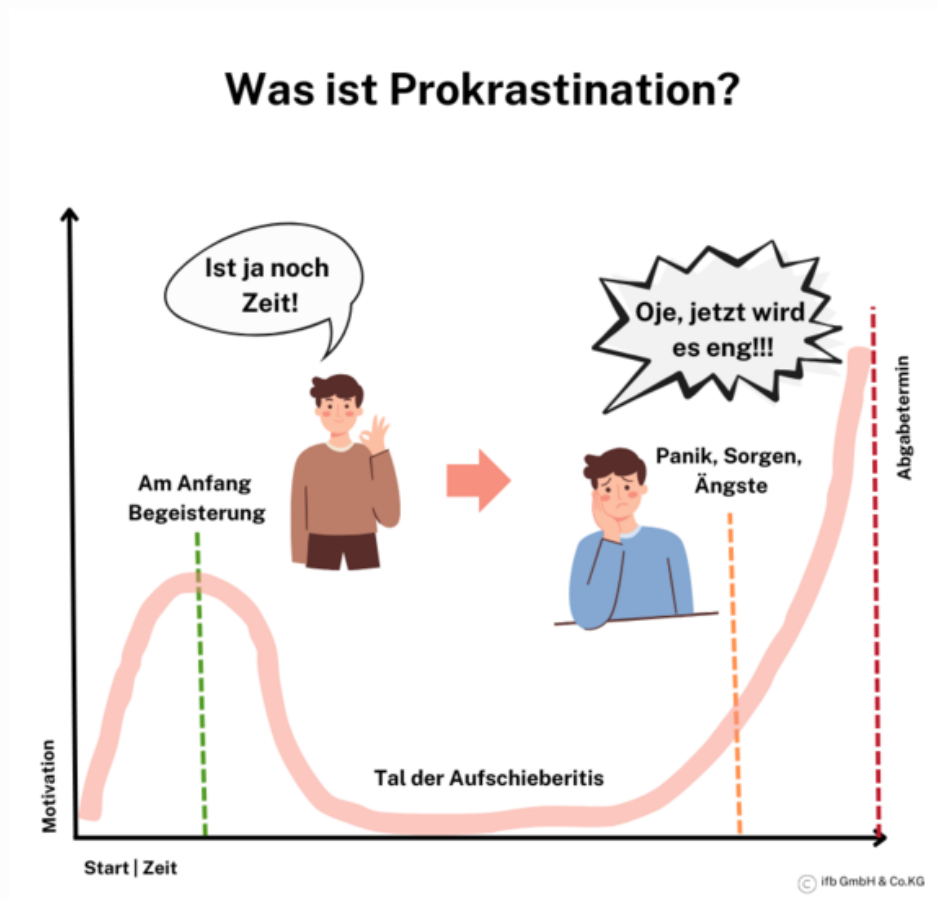 Was ist Prokrastination?
Ist ja noch
Zeit!
Oje, jetzt wird
es eng!!!
Am Anfang
Begeisterung
Panik, Sorgen,
Ängste
Abgabetermin
Tal der Aufschieberitis
Motivation
Start | Zeit
© ifb GmbH & Co.KG